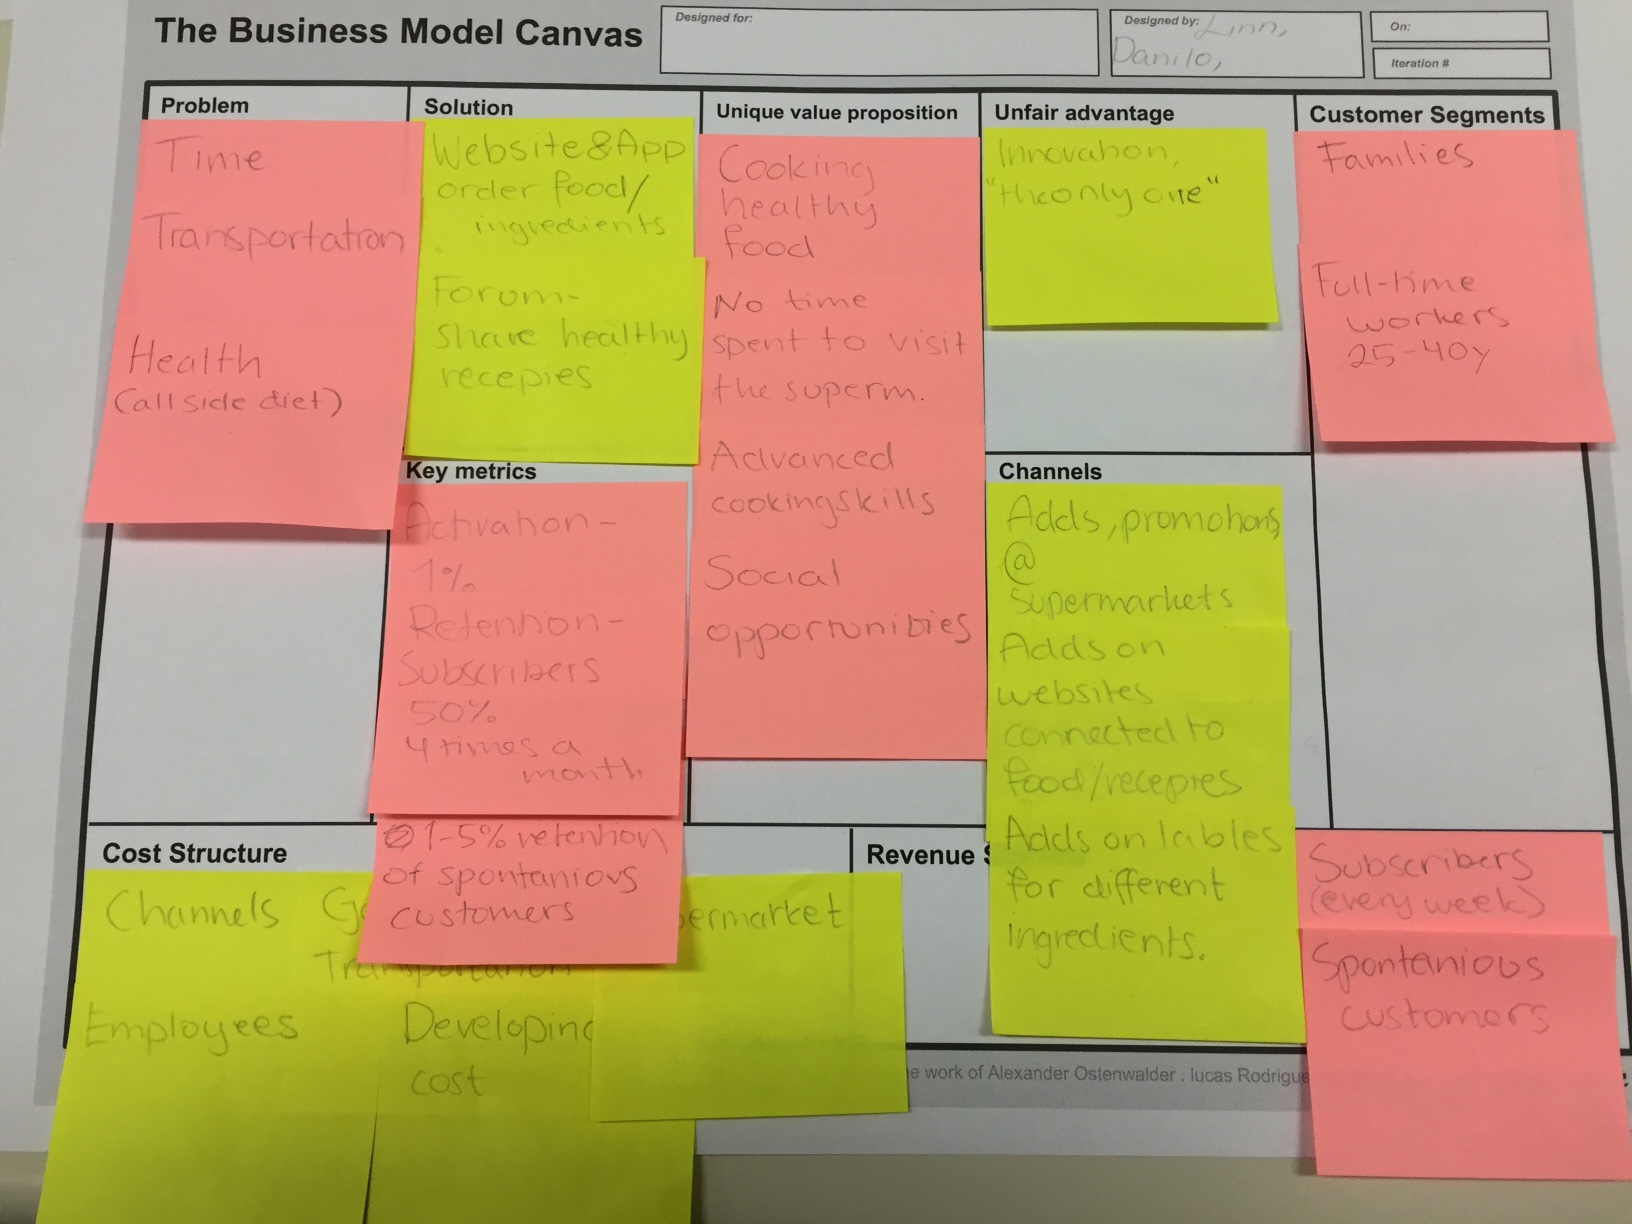 The Business Model Canvas
Designed for:
Designed by: Linn,
Danilo,
On:
Iteration #
Problem
Time
Transportation
Health
(all side diet)
Solution
Website & App
order food/
ingredients
Forum-
share healthy
recepies
Key metrics
Activation -
1%
Retention -
Subscribers
50%
4 times a
month
1-5% retention
of spontanious
customers
Unique value proposition
Cooking
healthy
food
No time
spent to visit
the superm.
Advanced
cookingskills
Social
opportunities
Unfair advantage
Innovation,
"the only one"
Channels
Adds, promotions
@
supermarkets
Adds on
websites
connected to
food/recepies
Adds on lables
for different
ingredients.
Customer Segments
Families
Full-time
workers
25-40y
Cost Structure
Channels
ermarket
Transportation
Employees
Developing
cost
Revenue
Subscribers
(every week)
Spontanious
customers
e work of Alexander Ostenwalder . lucas Rodrigue